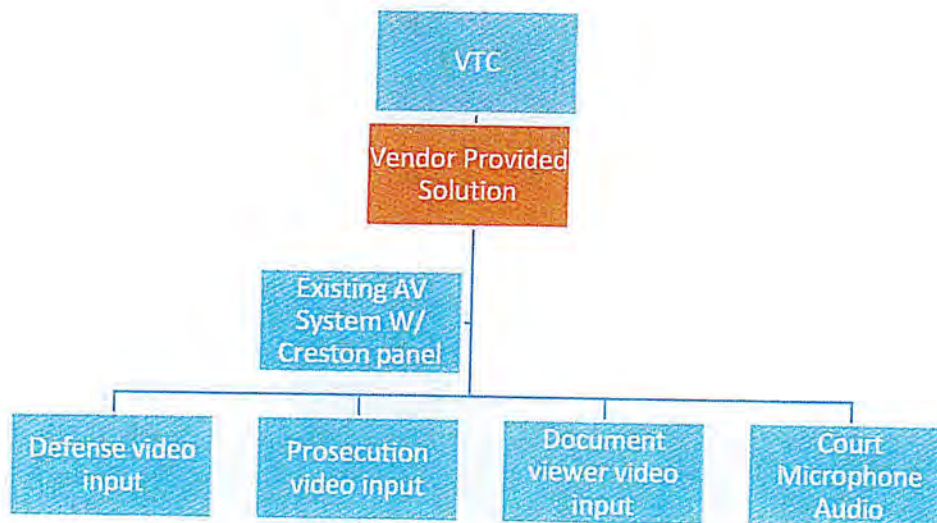 VTC
Vendor Provided
Solution
Existing AV
System W/
Creston panel
Defense video
input
Prosecution
video input
Document
viewer video
input
Court
Microphone
Audio